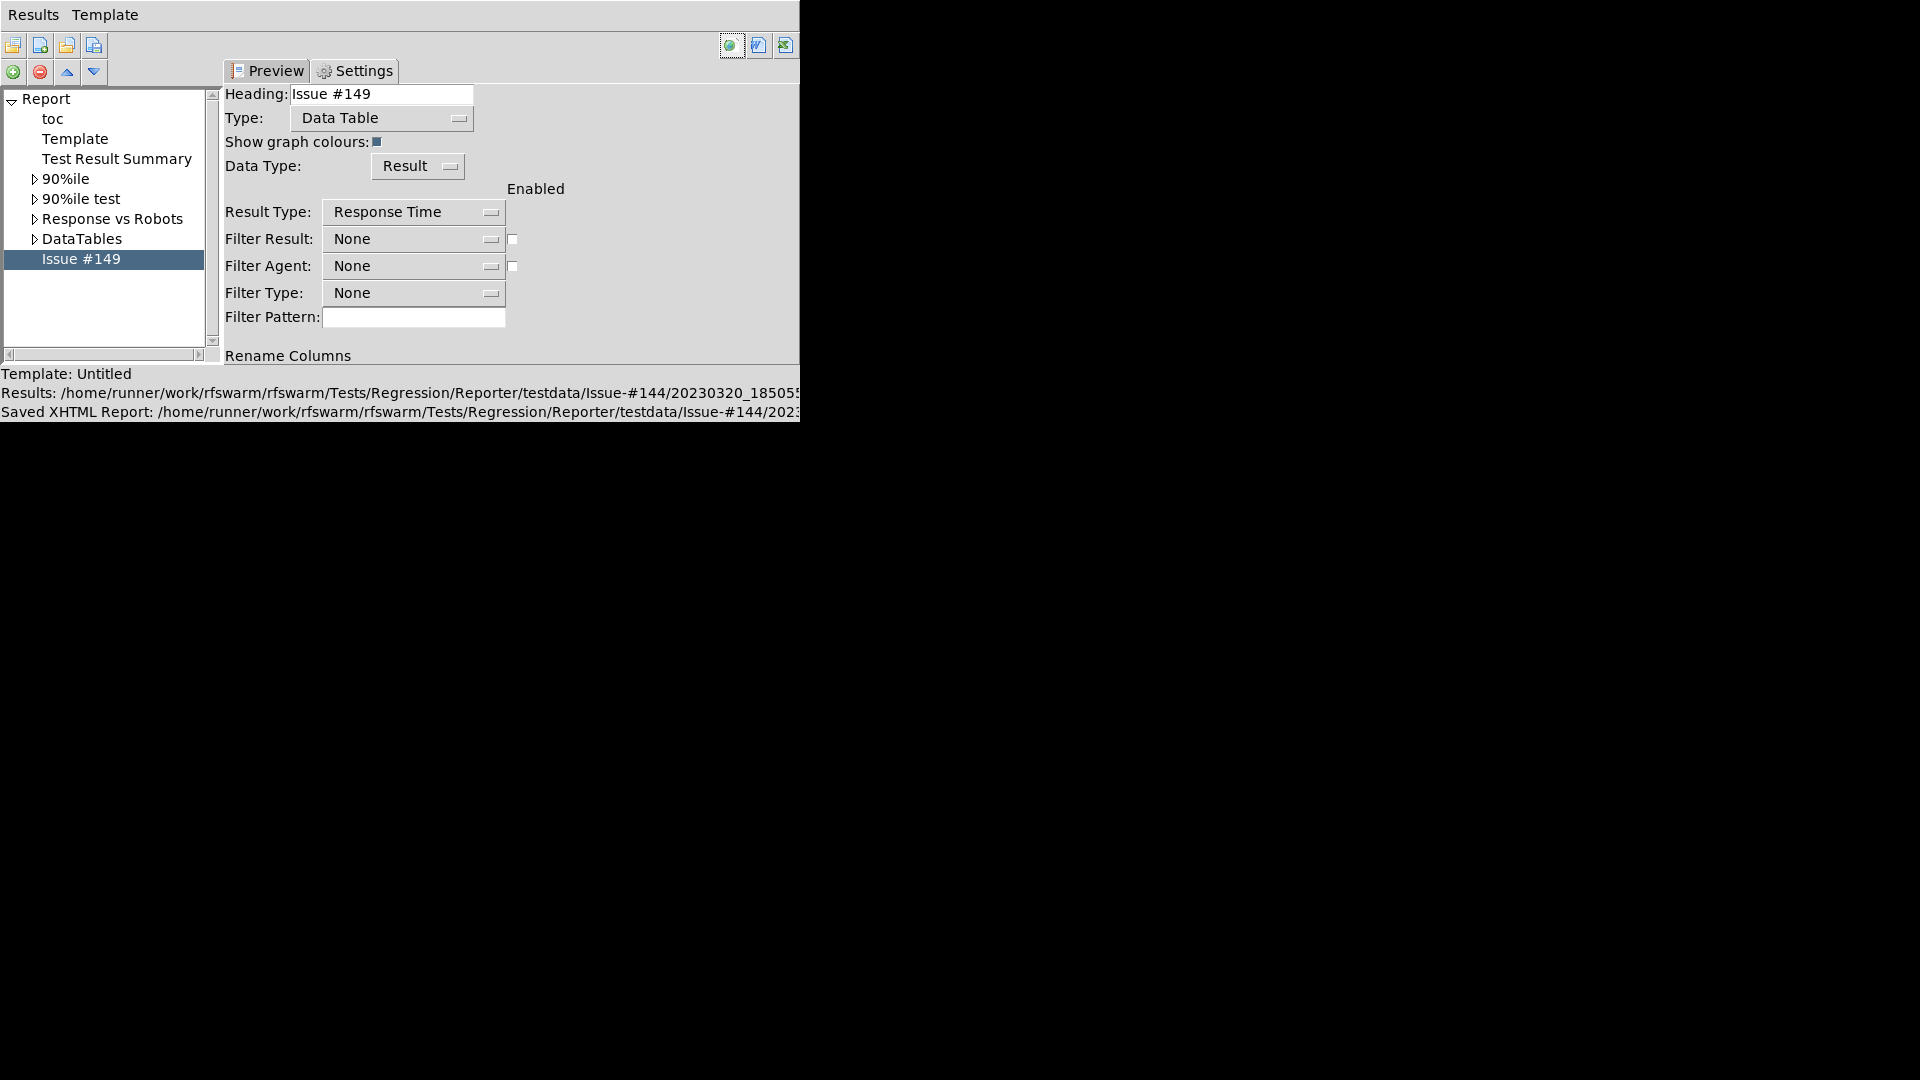 Results Template
Preview Settings
Report
toc
Template
Test Result Summary
90%ile
90%ile test
Response vs Robots
DataTables
Issue #149
Heading: Issue #149
Type: Data Table
Show graph colours:
Data Type: Result
Enabled
Result Type: Response Time
Filter Result: None
Filter Agent: None
Filter Type: None
Filter Pattern:
Rename Columns
Template: Untitled
Results: /home/runner/work/rfswarm/rfswarm/Tests/Regression/Reporter/testdata/Issue-#144/20230320_185055
Saved XHTML Report: /home/runner/work/rfswarm/rfswarm/Tests/Regression/Reporter/testdata/Issue-#144/2023